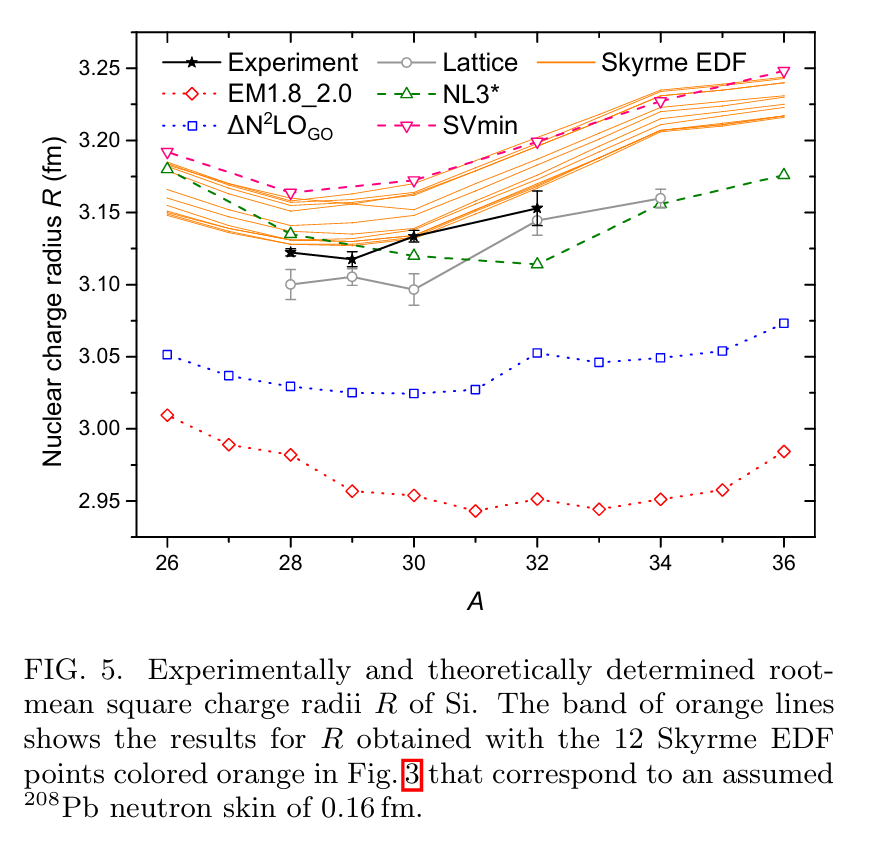 Experiment Lattice Skyrme EDF
EM1.8_2.0 NL3*
ΔN²LO_GO SVmin
Nuclear charge radius R (fm)
3.25
3.20
3.15
3.10
3.05
3.00
2.95
26 28 30 32 34 36
A
FIG. 5. Experimentally and theoretically determined root-
mean square charge radii R of Si. The band of orange lines
shows the results for R obtained with the 12 Skyrme EDF
points colored orange in Fig. 3 that correspond to an assumed
²⁰⁸Pb neutron skin of 0.16 fm.